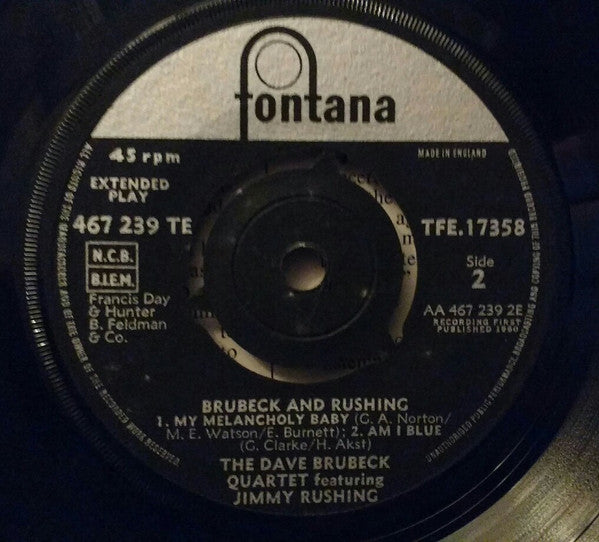 fontana
45 rpm
MADE IN ENGLAND
EXTENDED
PLAY
467 239 TE
TFE.17358
N.C.B.
B.I.E.M.
Side
2
Francis Day
& Hunter
B. Feldman
& Co.
AA 467 239 2E
RECORDING FIRST
PUBLISHED 1960
BRUBECK AND RUSHING
1. MY MELANCHOLY BABY (G. A. Norton/
M. E. Watson/E. Burnett); 2. AM I BLUE
(G. Clarke/H. Akst)
THE DAVE BRUBECK
QUARTET featuring
JIMMY RUSHING